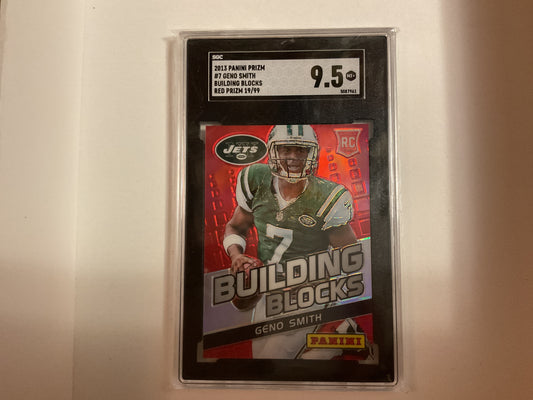 SGC
2013 PANINI PRIZM
#7 GENO SMITH
BUILDING BLOCKS
RED PRIZM 19/99
9.5
JETS
RC
7
BUILDING
BLOCKS
GENO SMITH
PANINI